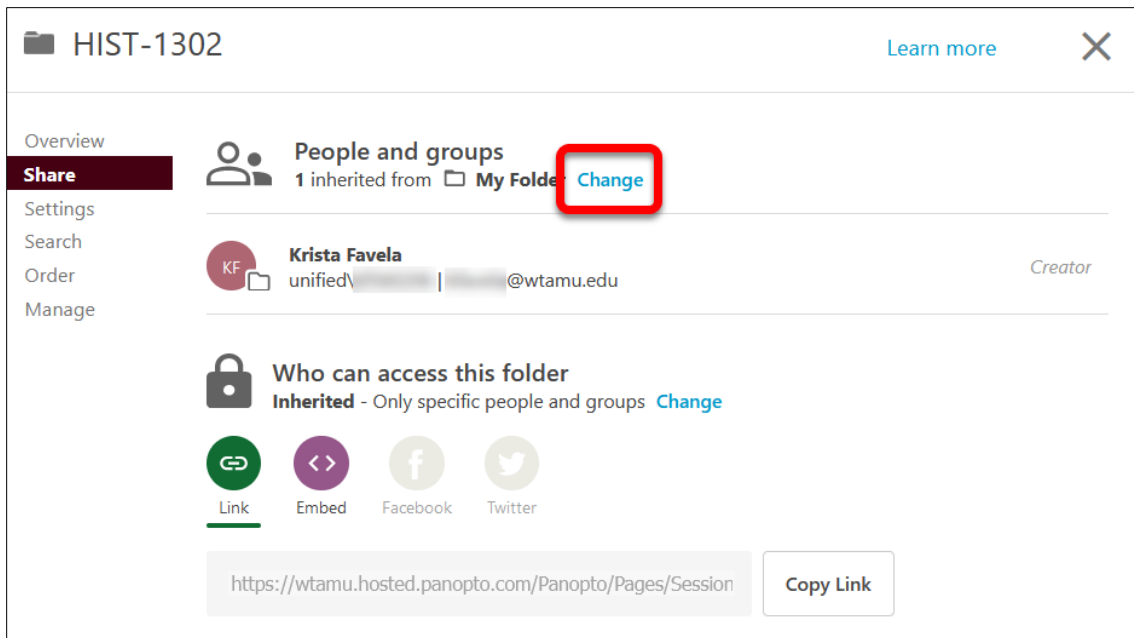 HIST-1302
Learn more
Overview
Share
Settings
Search
Order
Manage
People and groups
1 inherited from My Folder Change
KF
Krista Favela
unified\ | @wtamu.edu
Creator
Who can access this folder
Inherited - Only specific people and groups Change
Link
Embed
Facebook
Twitter
https://wtamu.hosted.panopto.com/Panopto/Pages/Session
Copy Link